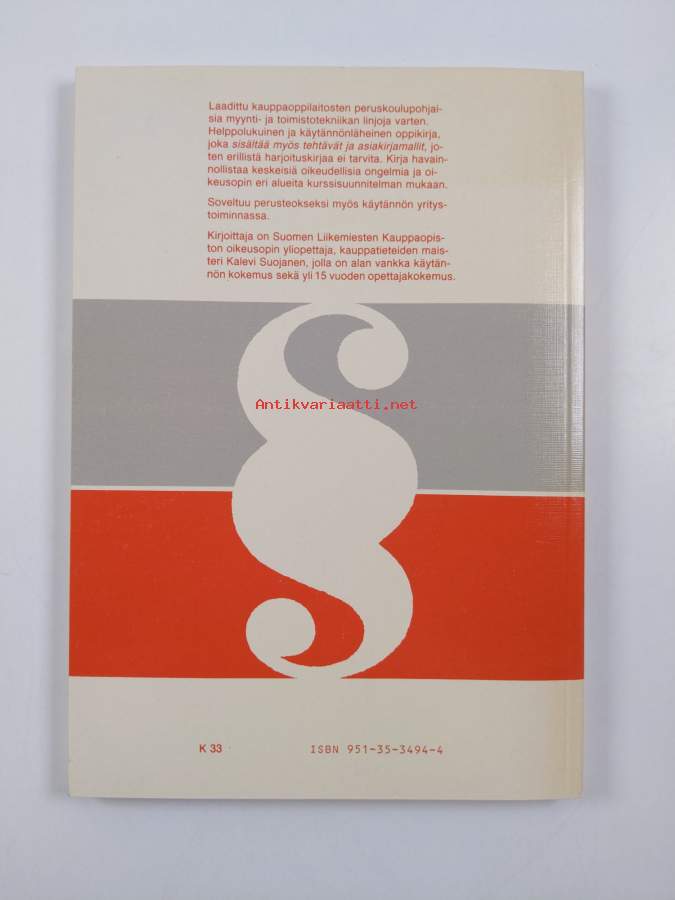 Laadittu kauppaoppilaitosten peruskoulupohjai-
sia myynti- ja toimistotekniikan linjoja varten.
Helppolukuinen ja käytännönläheinen oppikirja,
joka sisältää myös tehtävät ja asiakirjamallit, jo-
ten erillistä harjoituskirjaa ei tarvita. Kirja havain-
nollistaa keskeisiä oikeudellisia ongelmia ja oi-
keusopin eri alueita kurssisuunnitelman mukaan.
Soveltuu perusteokseksi myös käytännön yritys-
toiminnassa.
Kirjoittaja on Suomen Liikemiesten Kauppaopis-
ton oikeusopin yliopettaja, kauppatieteiden mais-
teri Kalevi Suojanen, jolla on alan vankka käytän-
nön kokemus sekä yli 15 vuoden opettajakokemus.
§
Antikvariaatti.net
K 33 ISBN 951-35-3494-4